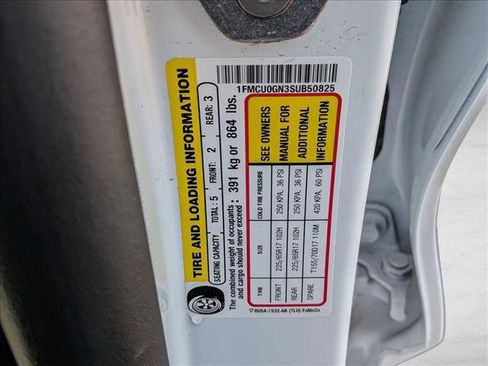 1FMCU0GN3SUB50825
TIRE AND LOADING INFORMATION
SEATING CAPACITY TOTAL: 5 FRONT: 2 REAR: 3
The combined weight of occupants : 391 kg or 864 lbs.
and cargo should never exceed
TIRE SIZE COLD TIRE PRESSURE
FRONT 225/65R17 102H 250 KPA, 36 PSI
REAR 225/65R17 102H 250 KPA, 36 PSI
SPARE T155/70D17 110M 420 KPA, 60 PSI
SEE OWNERS
MANUAL FOR
ADDITIONAL
INFORMATION
(TLU) FoMoCo